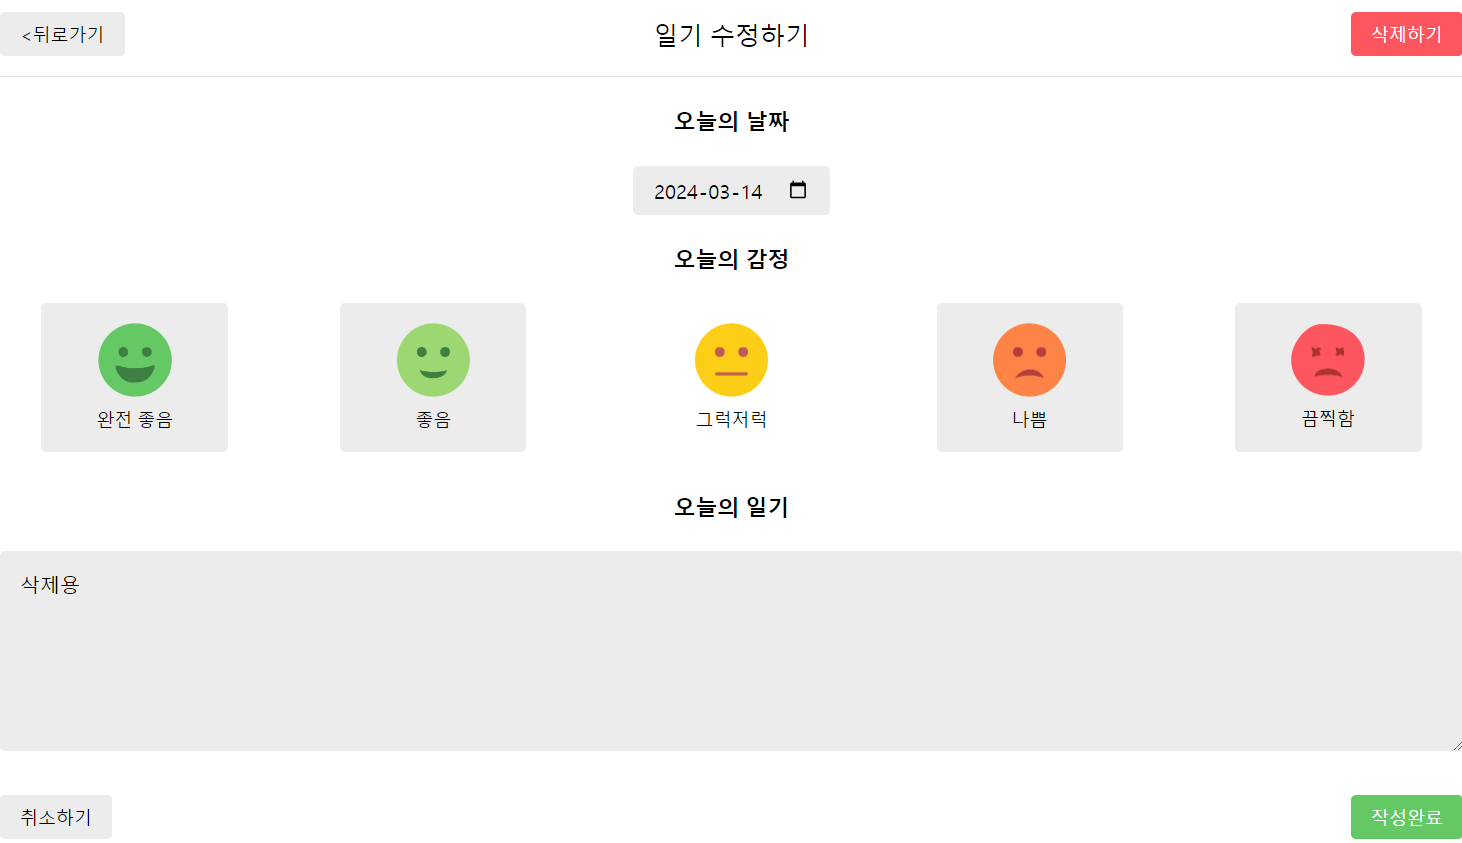 <뒤로가기
일기 수정하기
삭제하기
오늘의 날짜
2024-03-14
오늘의 감정
완전 좋음
좋음
그럭저럭
나쁨
끔찍함
오늘의 일기
삭제용
취소하기
작성완료